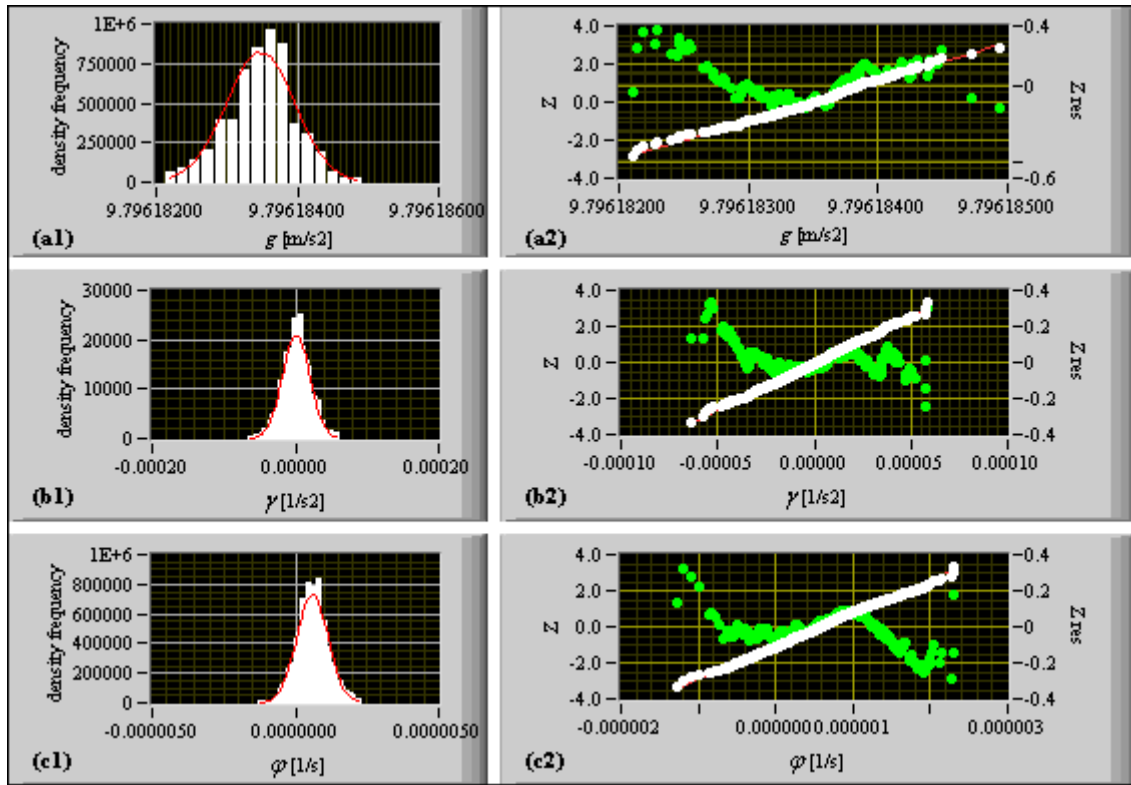 1E+6
750000
500000
250000
0
density frequency
9.79618200 9.79618400 9.79618600
(a1) g [m/s2]
4.0
2.0
0.0
-2.0
-4.0
Z
-0.4
-0
-
-0.6
Z res
9.79618200 9.79618300 9.79618400 9.79618500
(a2) g [m/s2]
30000
20000
10000
0
density frequency
-0.00020 0.00000 0.00020
(b1) γ [1/s2]
4.0
2.0
0.0
-2.0
-4.0
Z
-0.4
-0.2
-0
-0.2
-0.4
Z res
-0.00010 -0.00005 0.00000 0.00005 0.00010
(b2) γ [1/s2]
1E+6
800000
600000
400000
200000
0
density frequency
-0.0000050 0.0000000 0.0000050
(c1) φ [1/s]
4.0
2.0
0.0
-2.0
-4.0
Z
-0.4
-0.2
-0
-0.2
-0.4
Z res
-0.000002 0.000000 0.000001 0.000003
(c2) φ [1/s]